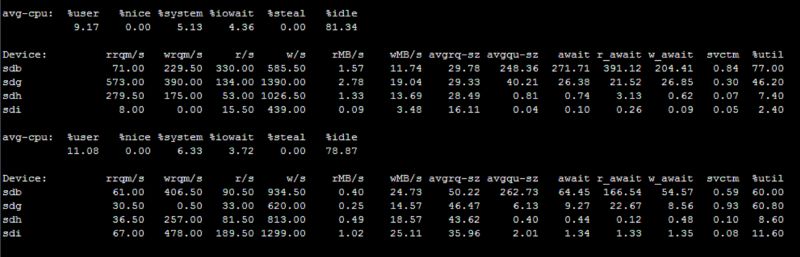 avg-cpu: %user %nice %system %iowait %steal %idle
9.17 0.00 5.13 4.36 0.00 81.34
Device: rrqm/s wrqm/s r/s w/s rMB/s wMB/s avgrq-sz avgqu-sz await r_await w_await svctm %util
sdb 71.00 229.50 330.00 585.50 1.57 11.74 29.78 248.36 271.71 391.12 204.41 0.84 77.00
sdg 573.00 390.00 134.00 1390.00 2.78 19.04 29.33 40.21 26.38 21.52 26.85 0.30 46.20
sdh 279.50 175.00 53.00 1026.50 1.33 13.69 28.49 0.81 0.74 3.13 0.62 0.07 7.40
sdi 8.00 0.00 15.50 439.00 0.09 3.48 16.11 0.04 0.10 0.26 0.09 0.05 2.40
avg-cpu: %user %nice %system %iowait %steal %idle
11.08 0.00 6.33 3.72 0.00 78.87
Device: rrqm/s wrqm/s r/s w/s rMB/s wMB/s avgrq-sz avgqu-sz await r_await w_await svctm %util
sdb 61.00 406.50 90.50 934.50 0.40 24.73 50.22 262.73 64.45 166.54 54.57 0.59 60.00
sdg 30.50 0.50 33.00 620.00 0.25 14.57 46.47 6.13 9.27 22.67 8.56 0.93 60.80
sdh 36.50 257.00 81.50 813.00 0.49 18.57 43.62 0.40 0.44 0.12 0.48 0.10 8.60
sdi 67.00 478.00 189.50 1299.00 1.02 25.11 35.96 2.01 1.34 1.33 1.35 0.08 11.60